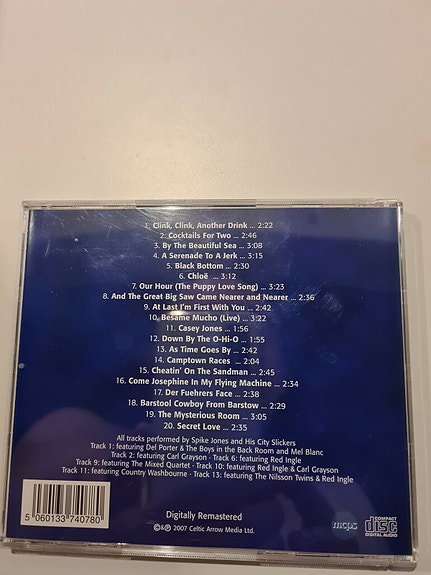 1. Clink, Clink, Another Drink ... 2:22
2. Cocktails For Two ... 2:46
3. By The Beautiful Sea ... 3:08
4. A Serenade To A Jerk ... 3:15
5. Black Bottom ... 2:30
6. Chloë ... 3:12
7. Our Hour (The Puppy Love Song) ... 3:23
8. And The Great Big Saw Came Nearer and Nearer ... 2:36
9. At Last I'm First With You ... 2:42
10. Besame Mucho (Live) ... 3:22
11. Casey Jones ... 1:56
12. Down By The O-Hi-O ... 1:55
13. As Time Goes By ... 2:42
14. Camptown Races ... 2:04
15. Cheatin' On The Sandman ... 2:45
16. Come Josephine In My Flying Machine ... 2:34
17. Der Fuehrers Face ... 2:38
18. Barstool Cowboy From Barstow ... 2:29
19. The Mysterious Room ... 3:05
20. Secret Love ... 2:35
All tracks performed by Spike Jones and His City Slickers
Track 1: featuring Del Porter & The Boys in the Back Room and Mel Blanc
Track 2: featuring Carl Grayson · Track 6: featuring Red Ingle
Track 9: featuring The Mixed Quartet · Track 10: featuring Red Ingle & Carl Grayson
Track 11: featuring Country Washbourne · Track 13: featuring The Nilsson Twins & Red Ingle
5 060133 740780
Digitally Remastered
©&℗ 2007 Celtic Arrow Media Ltd.
mcps
COMPACT
disc
DIGITAL AUDIO